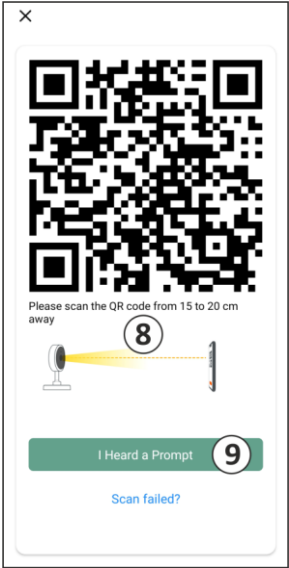 Please scan the QR code from 15 to 20 cm
away
8
I Heard a Prompt 9
Scan failed?